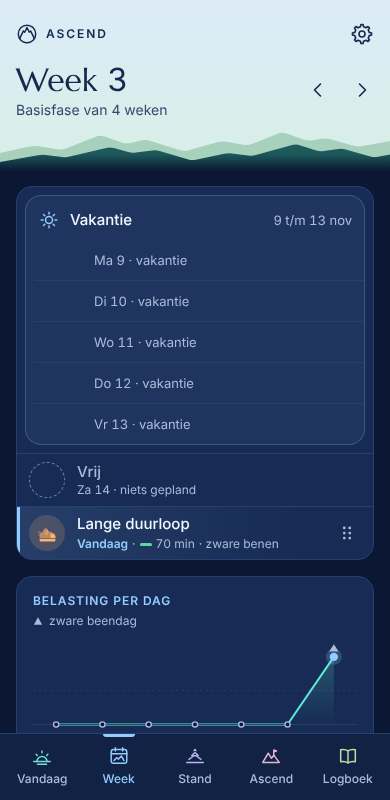 ASCEND
Week 3
Basisfase van 4 weken
Vakantie 9 t/m 13 nov
Ma 9 · vakantie
Di 10 · vakantie
Wo 11 · vakantie
Do 12 · vakantie
Vr 13 · vakantie
Vrij
Za 14 · niets gepland
Lange duurloop
Vandaag · 70 min · zware benen
BELASTING PER DAG
zware beendag
Vandaag Week Stand Ascend Logboek